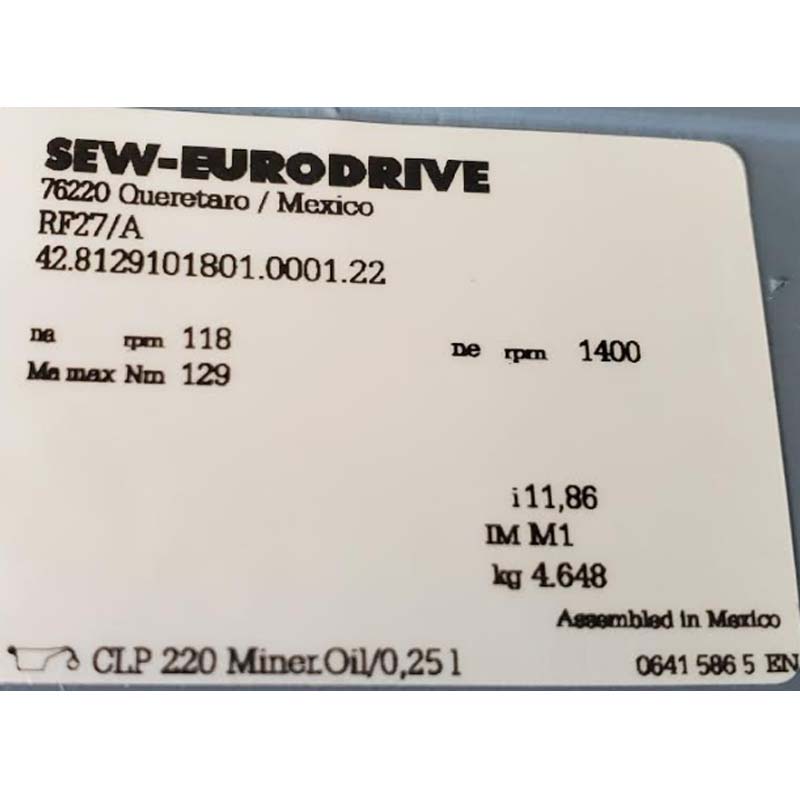 SEW-EURODRIVE
76220 Queretaro / Mexico
RF27/A
42.8129101801.0001.22
na rpm 118 ne rpm 1400
Ma max Nm 129
i 11,86
IM M1
kg 4.648
Assembled in Mexico
CLP 220 Miner.Oil/0,25 l 0641 586 5 EN